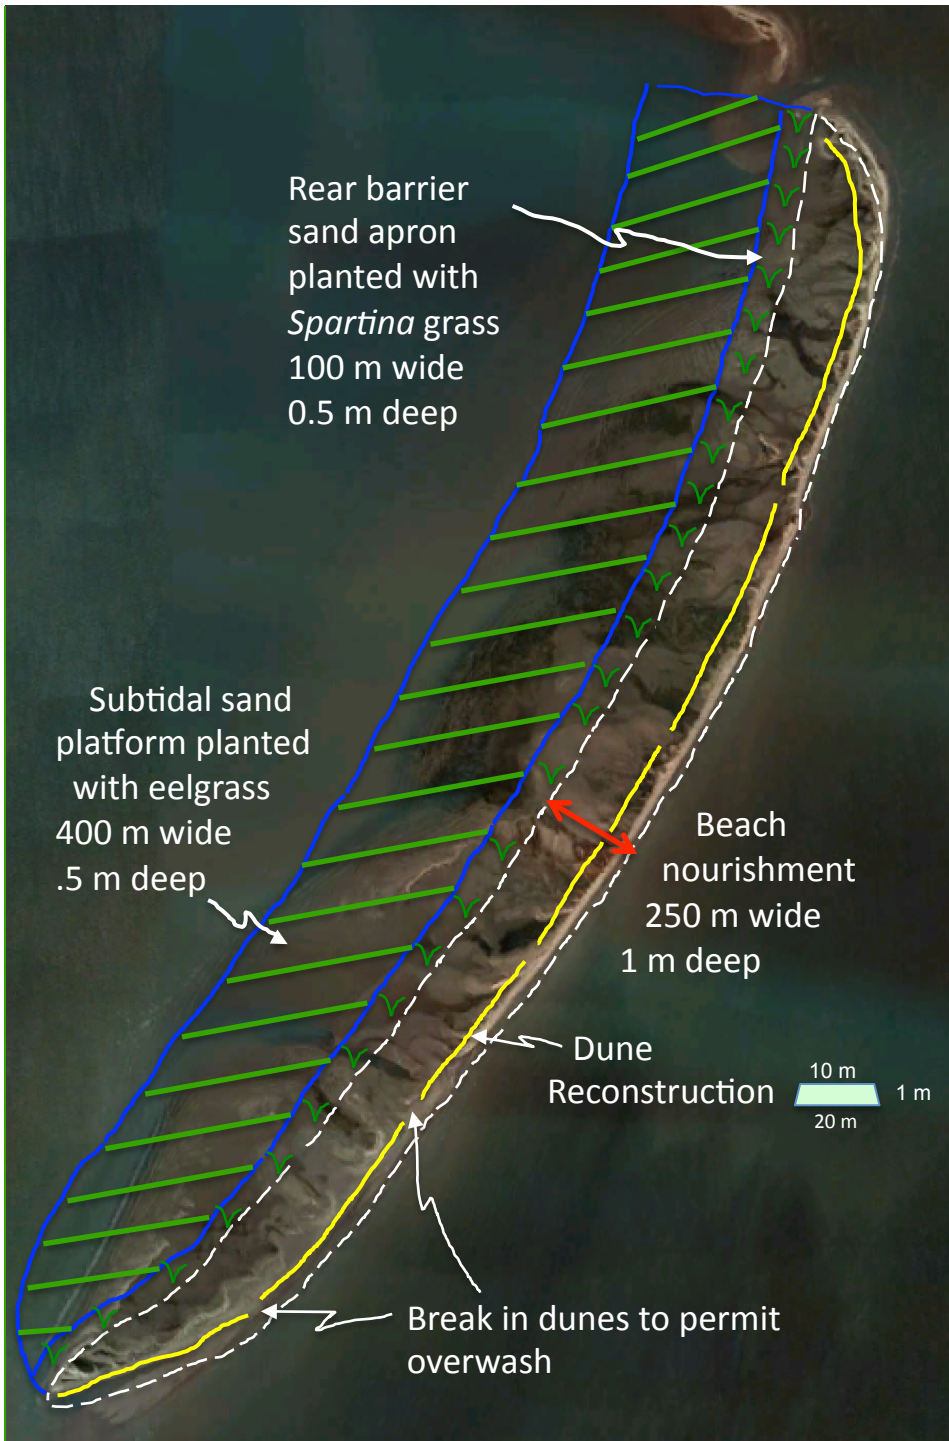 Rear barrier
sand apron
planted with
Spartina grass
100 m wide
0.5 m deep
Subtidal sand
platform planted
with eelgrass
400 m wide
.5 m deep
Beach
nourishment
250 m wide
1 m deep
Dune
Reconstruction
10 m
1 m
20 m
Break in dunes to permit
overwash